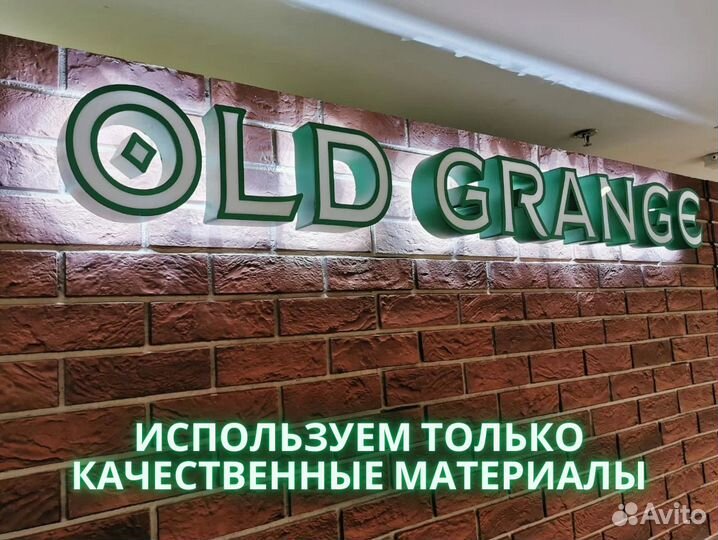 OLD GRANGE
ИСПОЛЬЗУЕМ ТОЛЬКО
КАЧЕСТВЕННЫЕ МАТЕРИАЛЫ
Avito